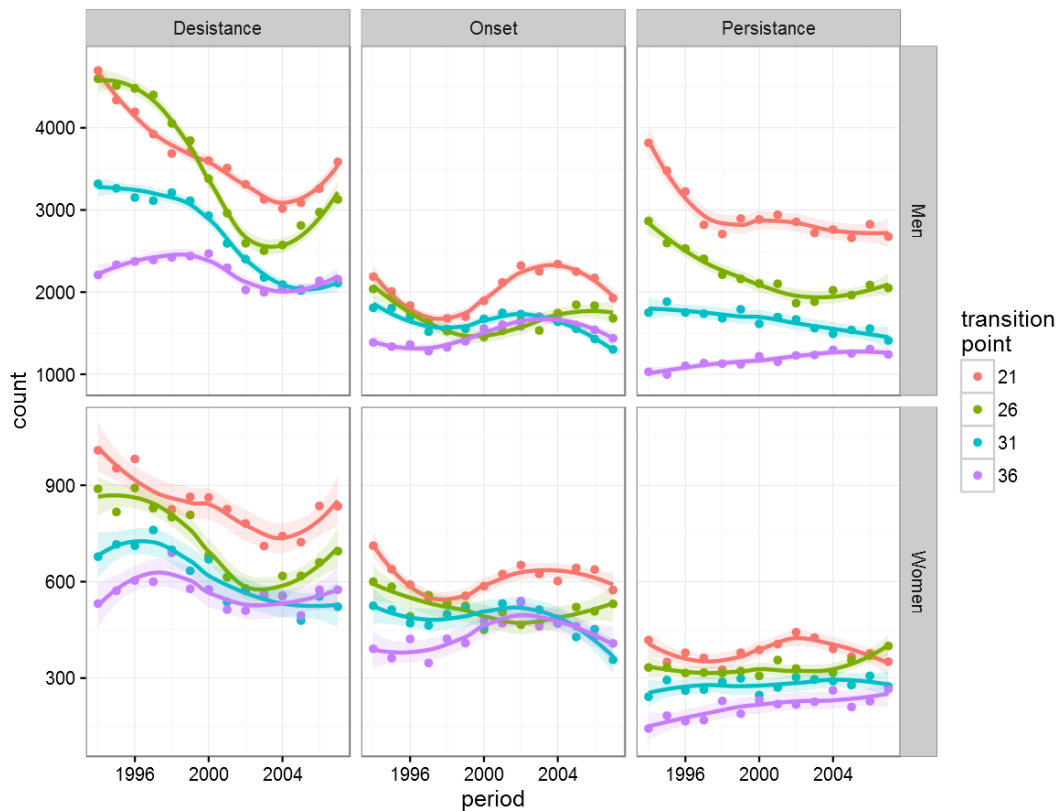 Desistance
Onset
Persistance
count
4000
3000
2000
1000
Men
900
600
300
Women
1996
2000
2004
1996
2000
2004
1996
2000
2004
period
transition
point
21
26
31
36